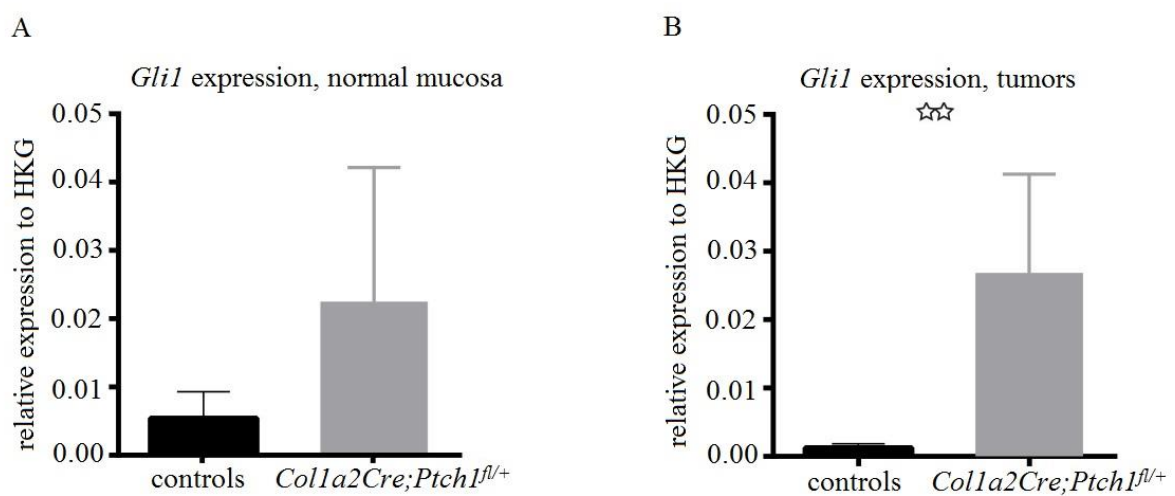 A
Gli1 expression, normal mucosa
relative expression to HKG
0.05
0.04
0.03
0.02
0.01
0.00
controls
Col1a2Cre;Ptch1fl/+
B
Gli1 expression, tumors
relative expression to HKG
0.05
0.04
0.03
0.02
0.01
0.00
controls
Col1a2Cre;Ptch1fl/+